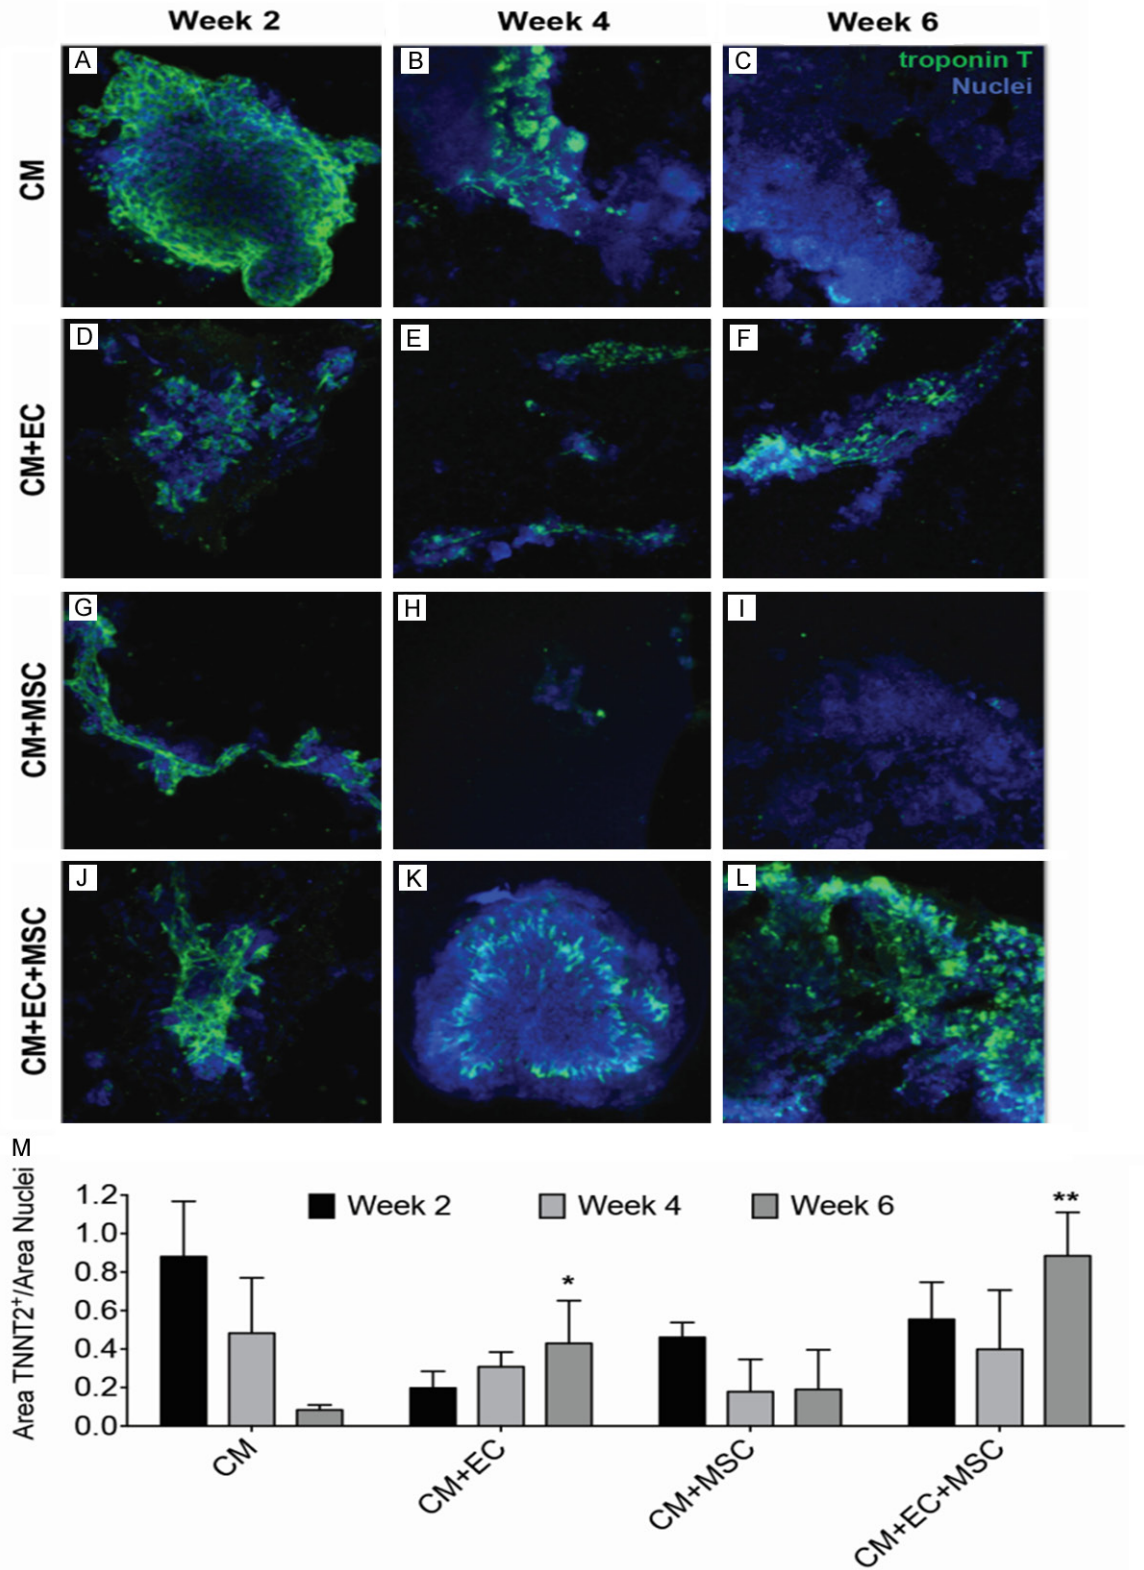 Week 2 Week 4 Week 6
A B C troponin T
Nuclei
CM
D E F
CM+EC
G H I
CM+MSC
J K L
CM+EC+MSC
M
Area TNNT2⁺/Area Nuclei
1.2
1.0
0.8
0.6
0.4
0.2
0.0
Week 2 Week 4 Week 6
*
**
CM CM+EC CM+MSC CM+EC+MSC